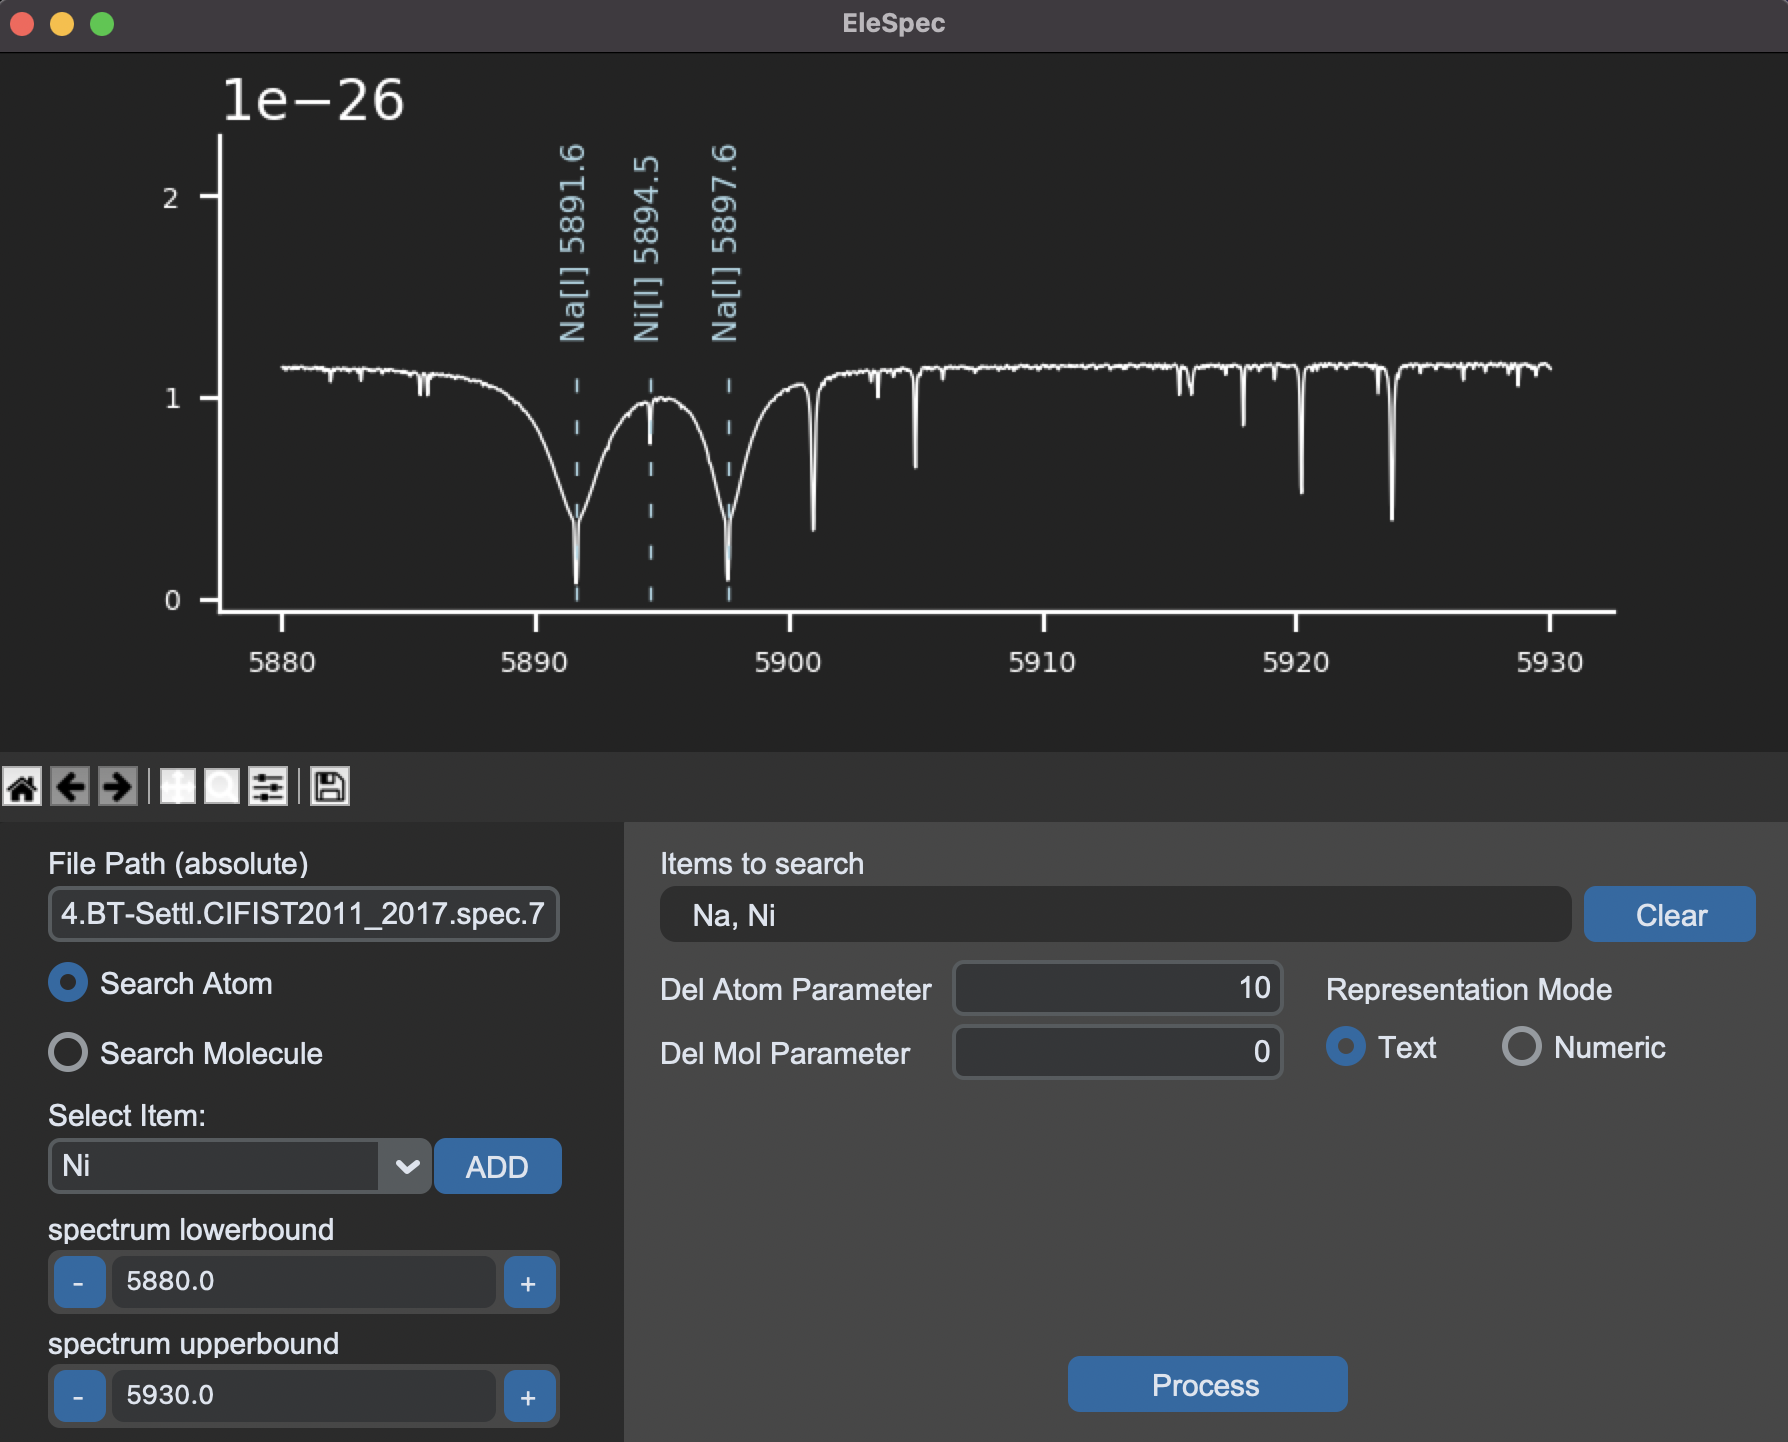 EleSpec
1e−26
2
1
0
Na[I] 5891.6
Ni[I] 5894.5
Na[I] 5897.6
5880 5890 5900 5910 5920 5930
File Path (absolute)
4.BT-Settl.CIFIST2011_2017.spec.7
Search Atom
Search Molecule
Select Item:
Ni
ADD
spectrum lowerbound
- 5880.0 +
spectrum upperbound
- 5930.0 +
Items to search
Na, Ni
Clear
Del Atom Parameter 10
Del Mol Parameter 0
Representation Mode
Text Numeric
Process